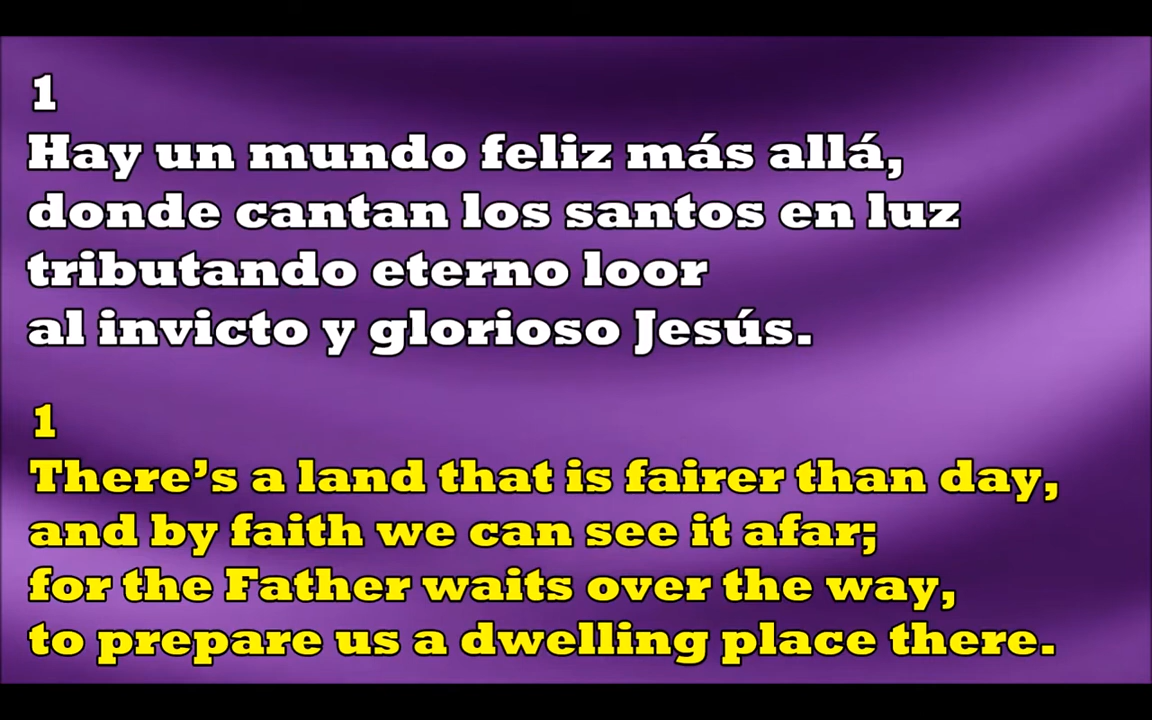 1
Hay un mundo feliz más allá,
donde cantan los santos en luz
tributando eterno loor
al invicto y glorioso Jesús.
1
There’s a land that is fairer than day,
and by faith we can see it afar;
for the Father waits over the way,
to prepare us a dwelling place there.